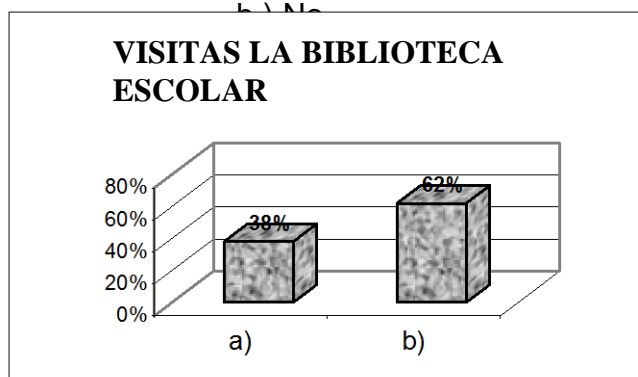 b.) No
VISITAS LA BIBLIOTECA
ESCOLAR
80%
60%
40%
20%
0%
38%
62%
a)
b)